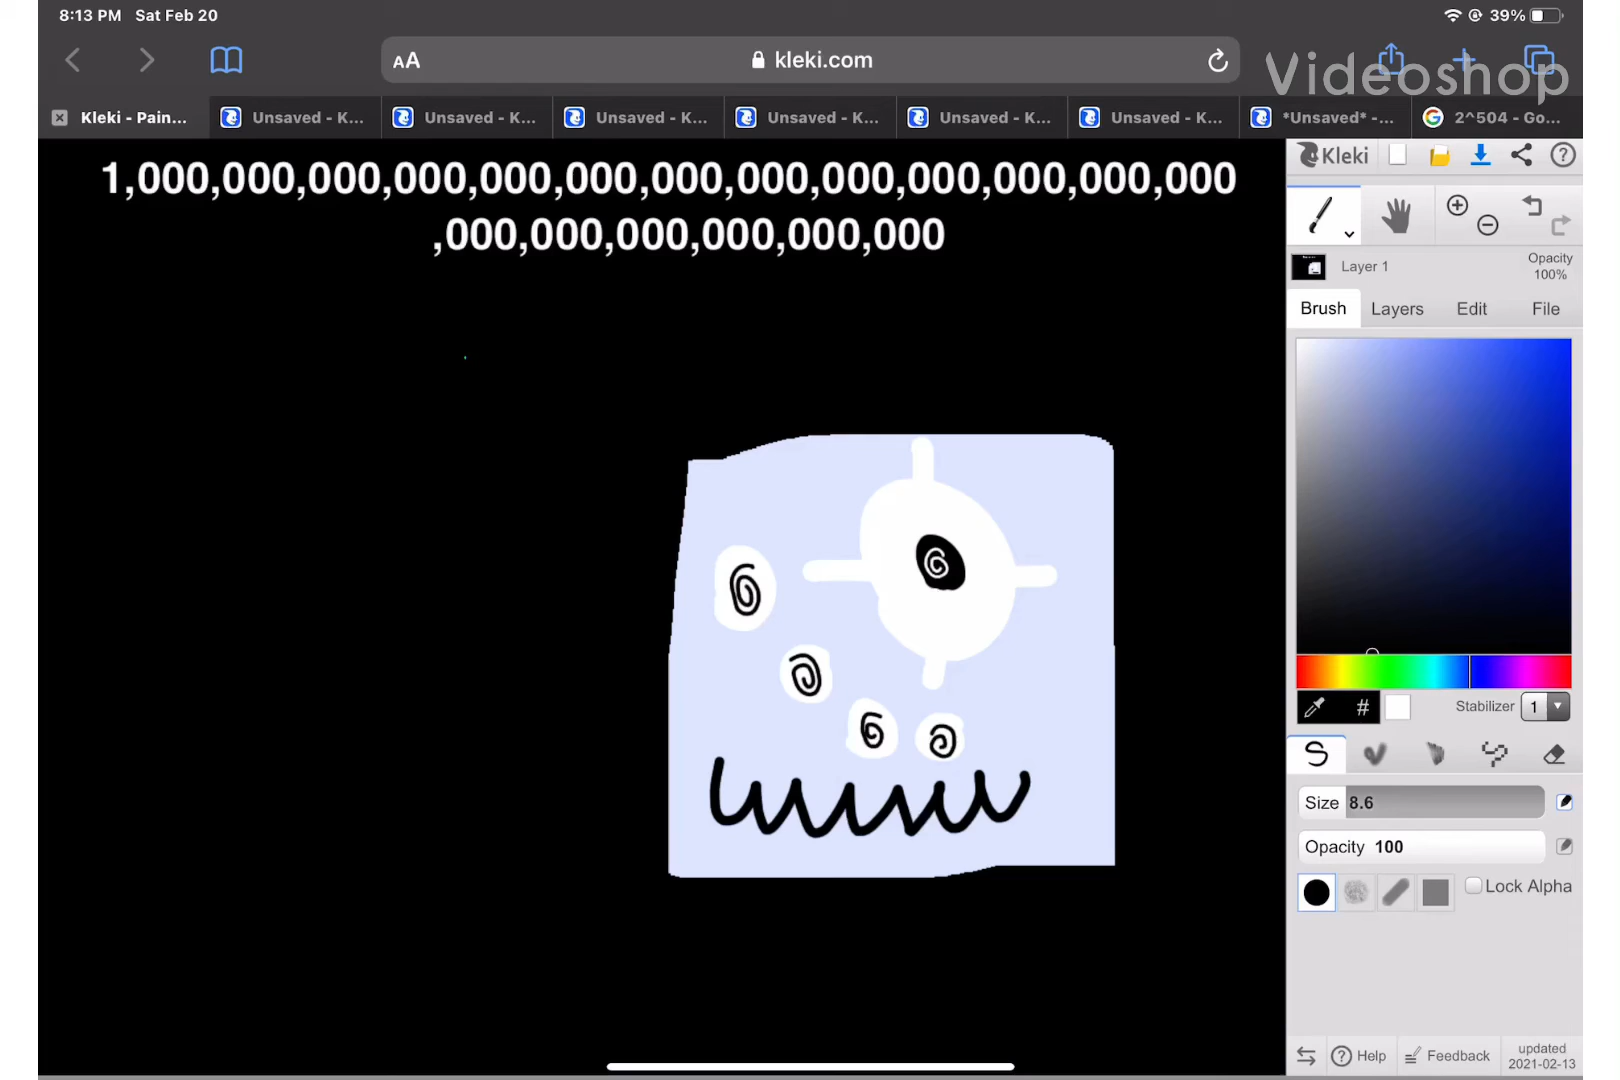 8:13 PM Sat Feb 20 39%
AA kleki.com
Videoshop
Kleki - Pain... Unsaved - K... Unsaved - K... Unsaved - K... Unsaved - K... Unsaved - K... Unsaved - K... *Unsaved* -... 2^504 - Go...
1,000,000,000,000,000,000,000,000,000,000,000,000,000
,000,000,000,000,000,000
Kleki
Layer 1 Opacity
100%
Brush Layers Edit File
# Stabilizer 1
Size 8.6
Opacity 100
Lock Alpha
Help Feedback updated
2021-02-13